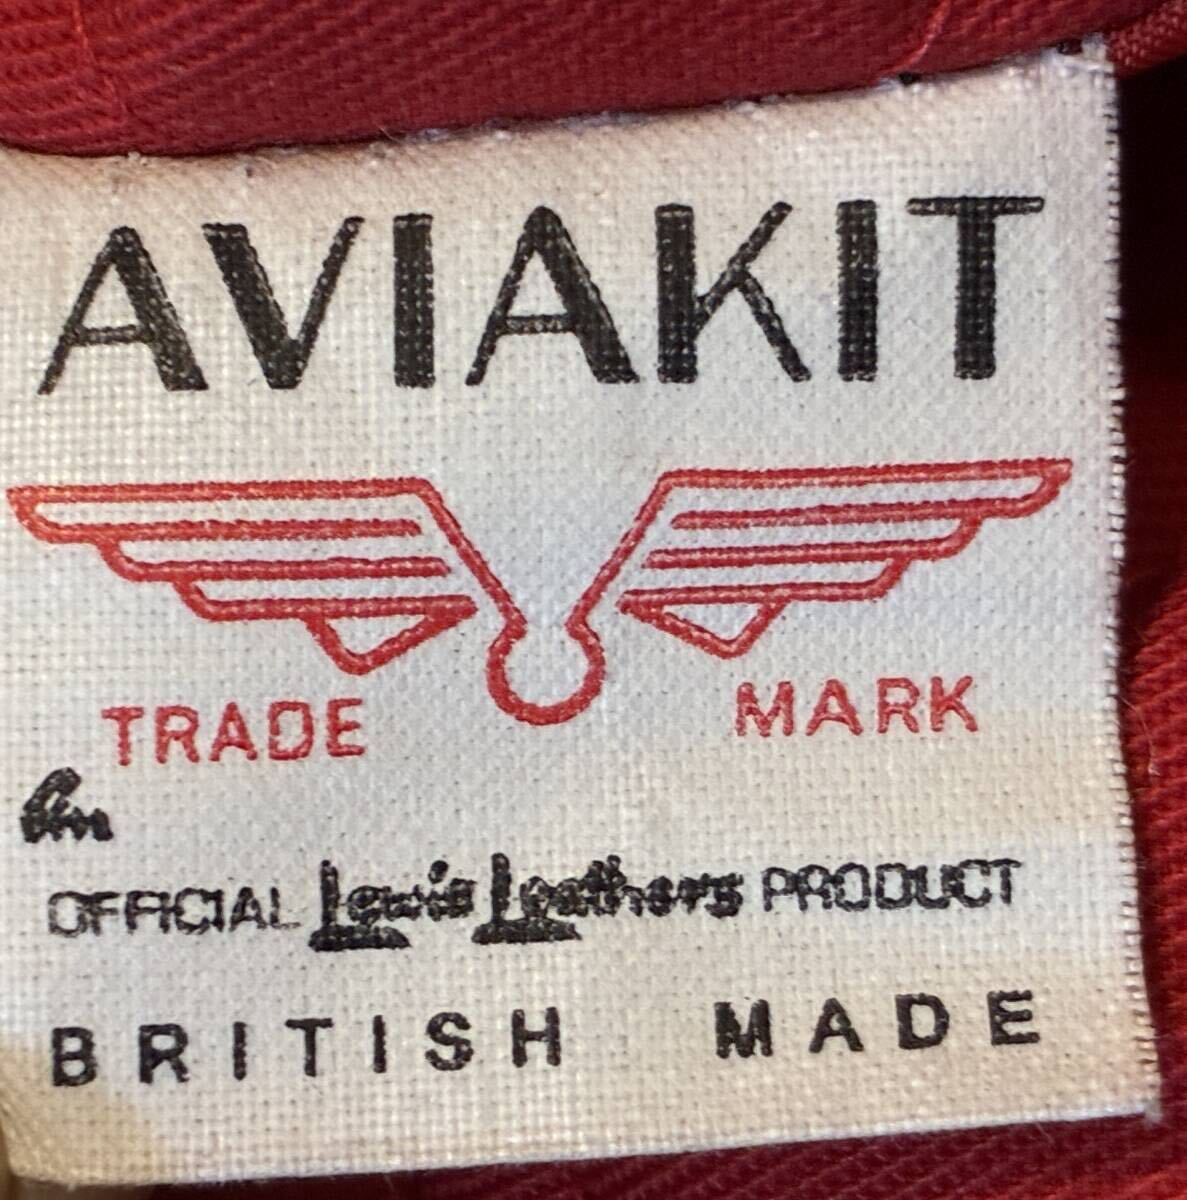 AVIAKIT
TRADE MARK
An
OFFICIAL Lewis Leathers PRODUCT
BRITISH MADE